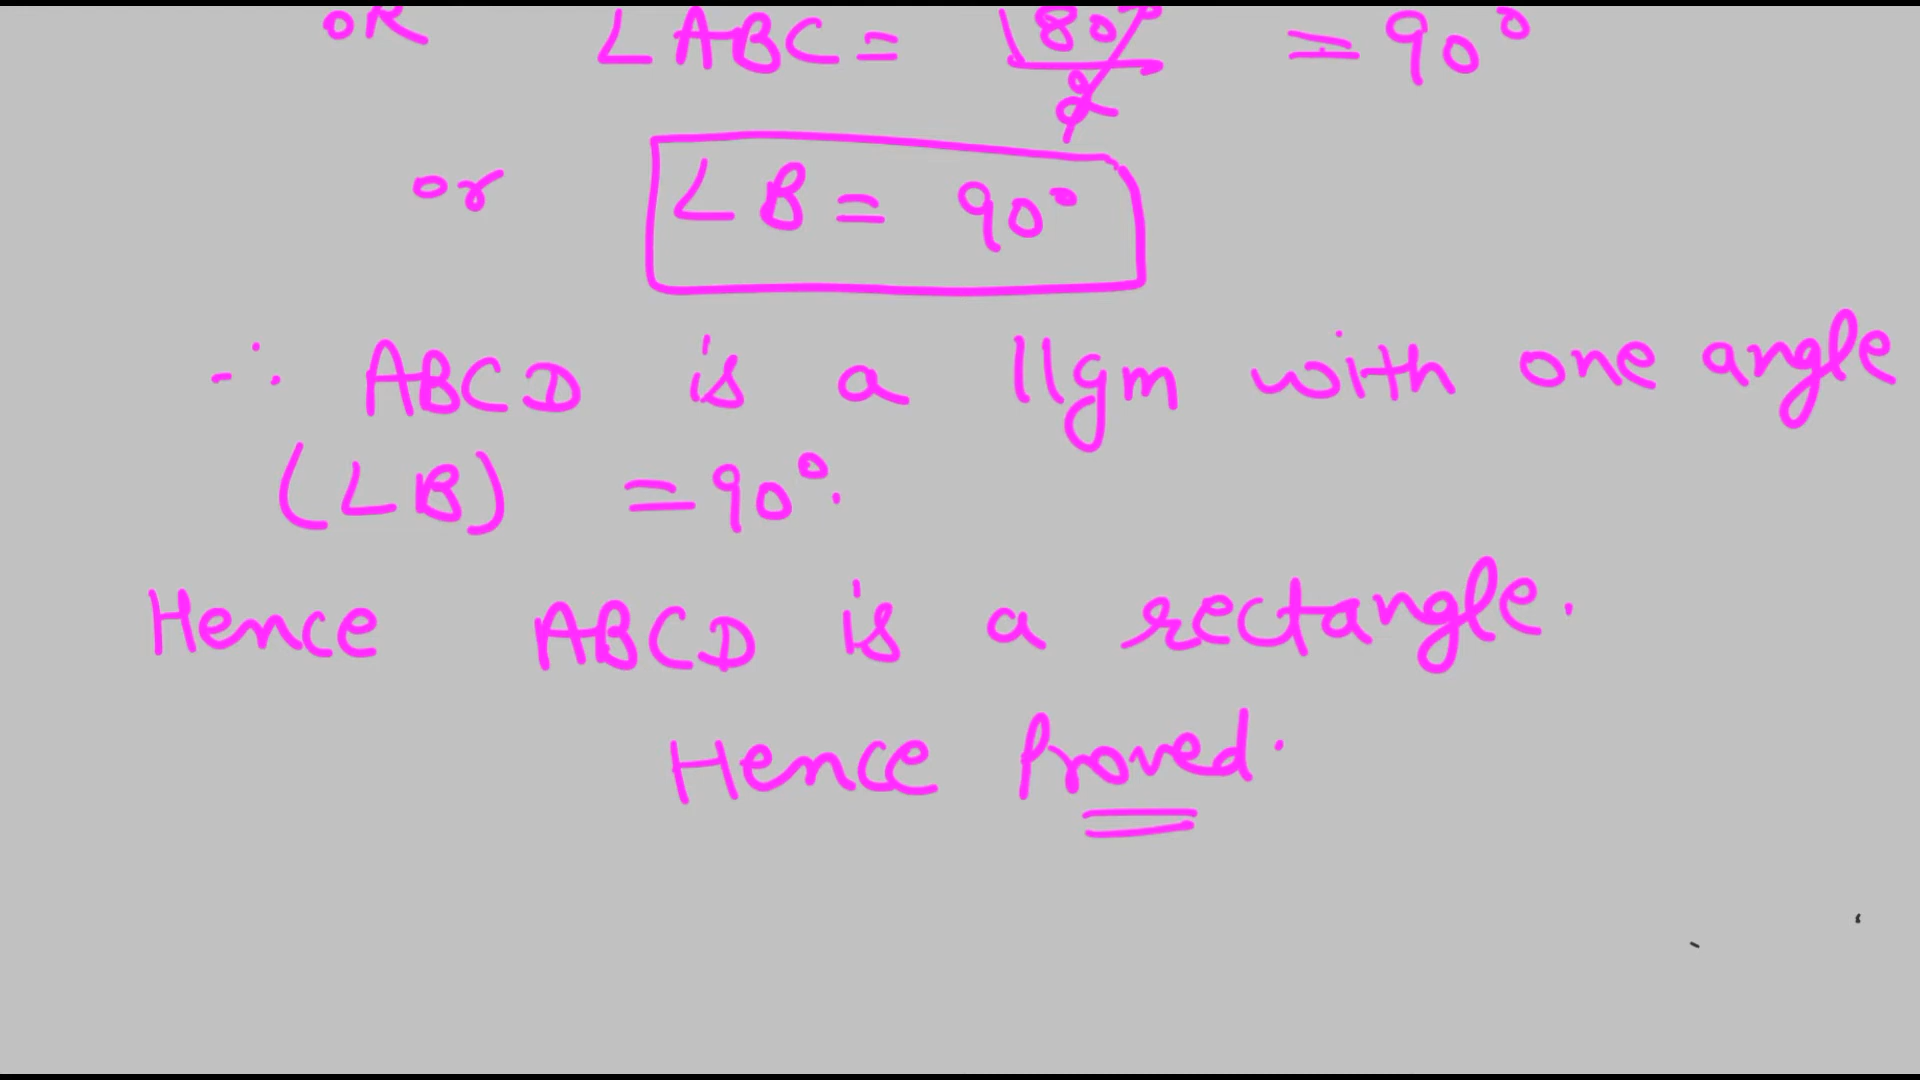 or ∠ABC = 180°/2 = 90°
or ∠B = 90°
∴ ABCD is a ||gm with one angle
(∠B) = 90°.
Hence ABCD is a rectangle.
Hence Proved.